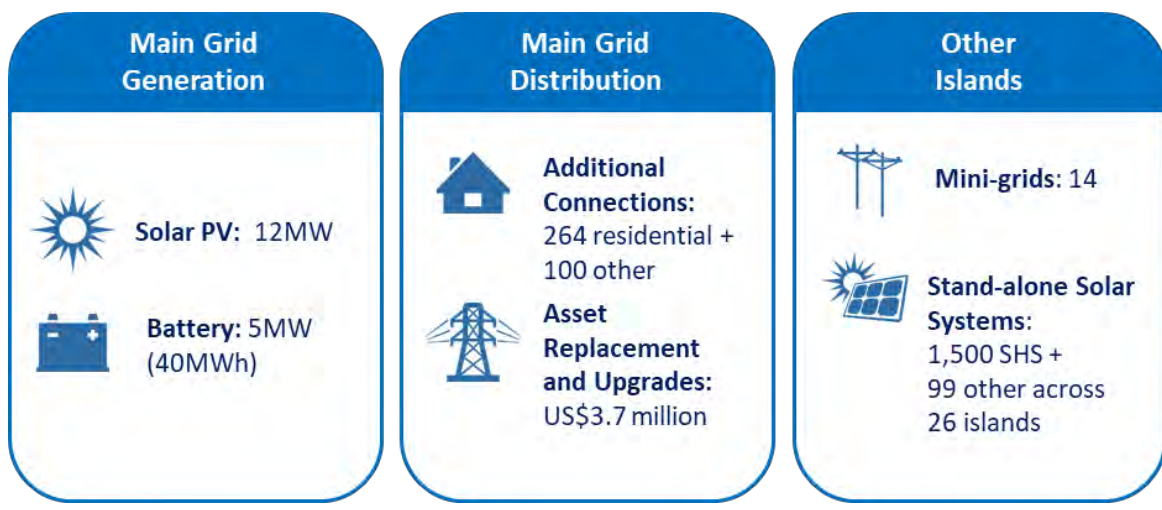 Main Grid
Generation
Solar PV: 12MW
Battery: 5MW
(40MWh)
Main Grid
Distribution
Additional
Connections:
264 residential +
100 other
Asset
Replacement
and Upgrades:
US$3.7 million
Other
Islands
Mini-grids: 14
Stand-alone Solar
Systems:
1,500 SHS +
99 other across
26 islands